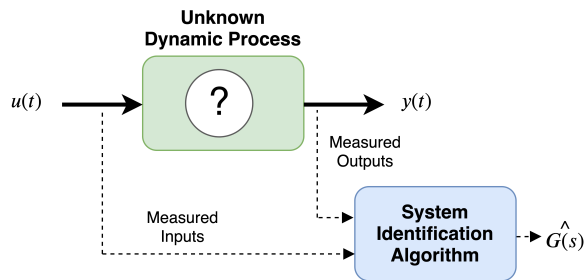 Unknown
Dynamic Process
u(t)
?
y(t)
Measured
Outputs
Measured
Inputs
System
Identification
Algorithm
Ĝ(s)